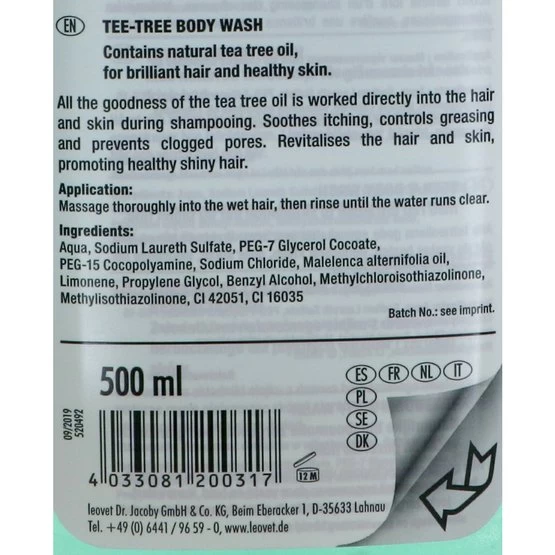 EN TEE-TREE BODY WASH
Contains natural tea tree oil,
for brilliant hair and healthy skin.
All the goodness of the tea tree oil is worked directly into the hair
and skin during shampooing. Soothes itching, controls greasing
and prevents clogged pores. Revitalises the hair and skin,
promoting healthy shiny hair.
Application:
Massage thoroughly into the wet hair, then rinse until the water runs clear.
Ingredients:
Aqua, Sodium Laureth Sulfate, PEG-7 Glycerol Cocoate,
PEG-15 Cocopolyamine, Sodium Chloride, Malelenca alternifolia oil,
Limonene, Propylene Glycol, Benzyl Alcohol, Methylchloroisothiazolinone,
Methylisothiazolinone, CI 42051, CI 16035
Batch No.: see imprint.
500 ml
ES FR NL IT
PL
SE
DK
09/2019
520492
4 033081 200317
12 M
leovet Dr. Jacoby GmbH & Co. KG, Beim Eberacker 1, D-35633 Lahnau
Tel. +49 (0) 6441 / 96 59 - 0, www.leovet.de